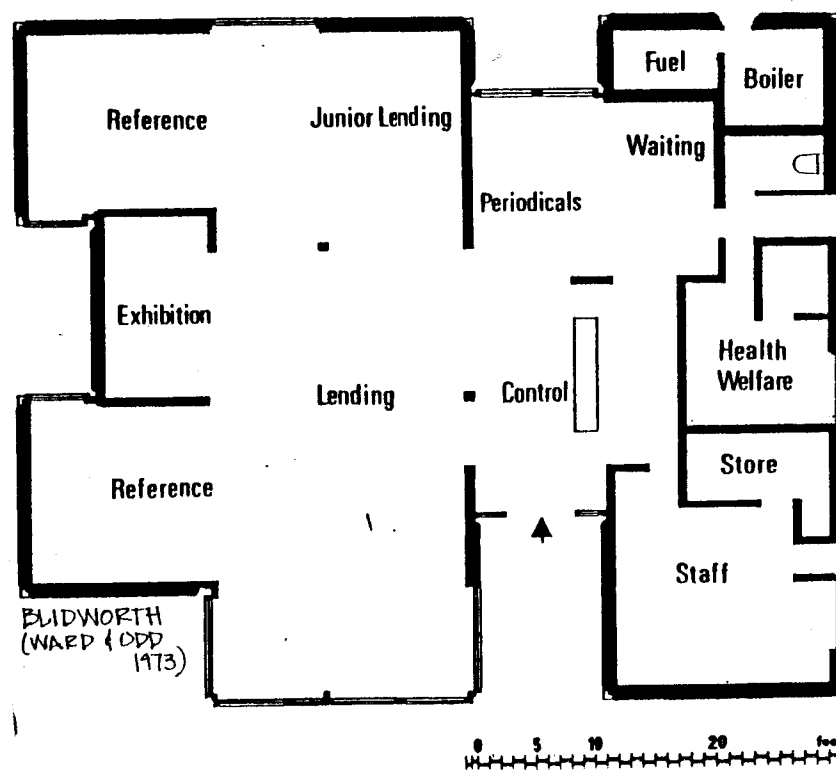 Fuel
Boiler
Reference
Junior Lending
Waiting
Periodicals
Exhibition
Health
Welfare
Lending
Control
Store
Reference
Staff
BLIDWORTH
(WARD & ODD
1973)
0 5 10 20